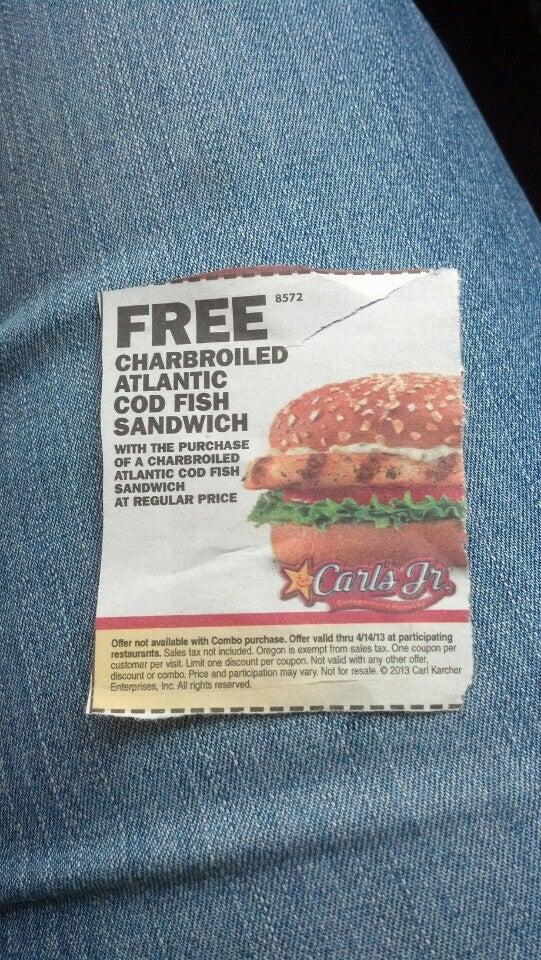 FREE 8572
CHARBROILED
ATLANTIC
COD FISH
SANDWICH
WITH THE PURCHASE
OF A CHARBROILED
ATLANTIC COD FISH
SANDWICH
AT REGULAR PRICE
Carl's Jr.
Offer not available with Combo purchase. Offer valid thru 4/14/13 at participating
restaurants. Sales tax not included. Oregon is exempt from sales tax. One coupon per
customer per visit. Limit one discount per coupon. Not valid with any other offer,
discount or combo. Price and participation may vary. Not for resale. © 2013 Carl Karcher
Enterprises, Inc. All rights reserved.